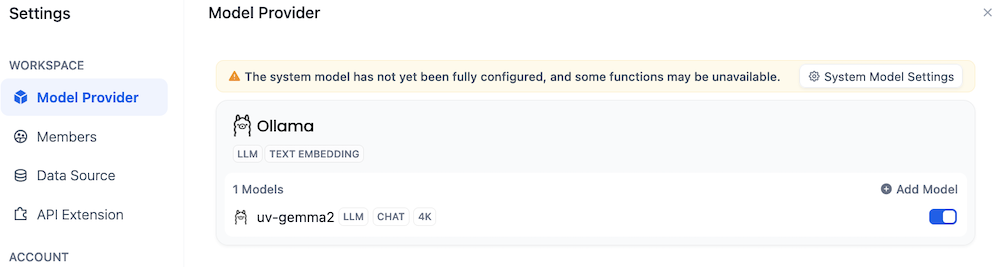 Settings
Model Provider
WORKSPACE
Model Provider
Members
Data Source
API Extension
ACCOUNT
The system model has not yet been fully configured, and some functions may be unavailable.
System Model Settings
Ollama
LLM TEXT EMBEDDING
1 Models
Add Model
uv-gemma2 LLM CHAT 4K